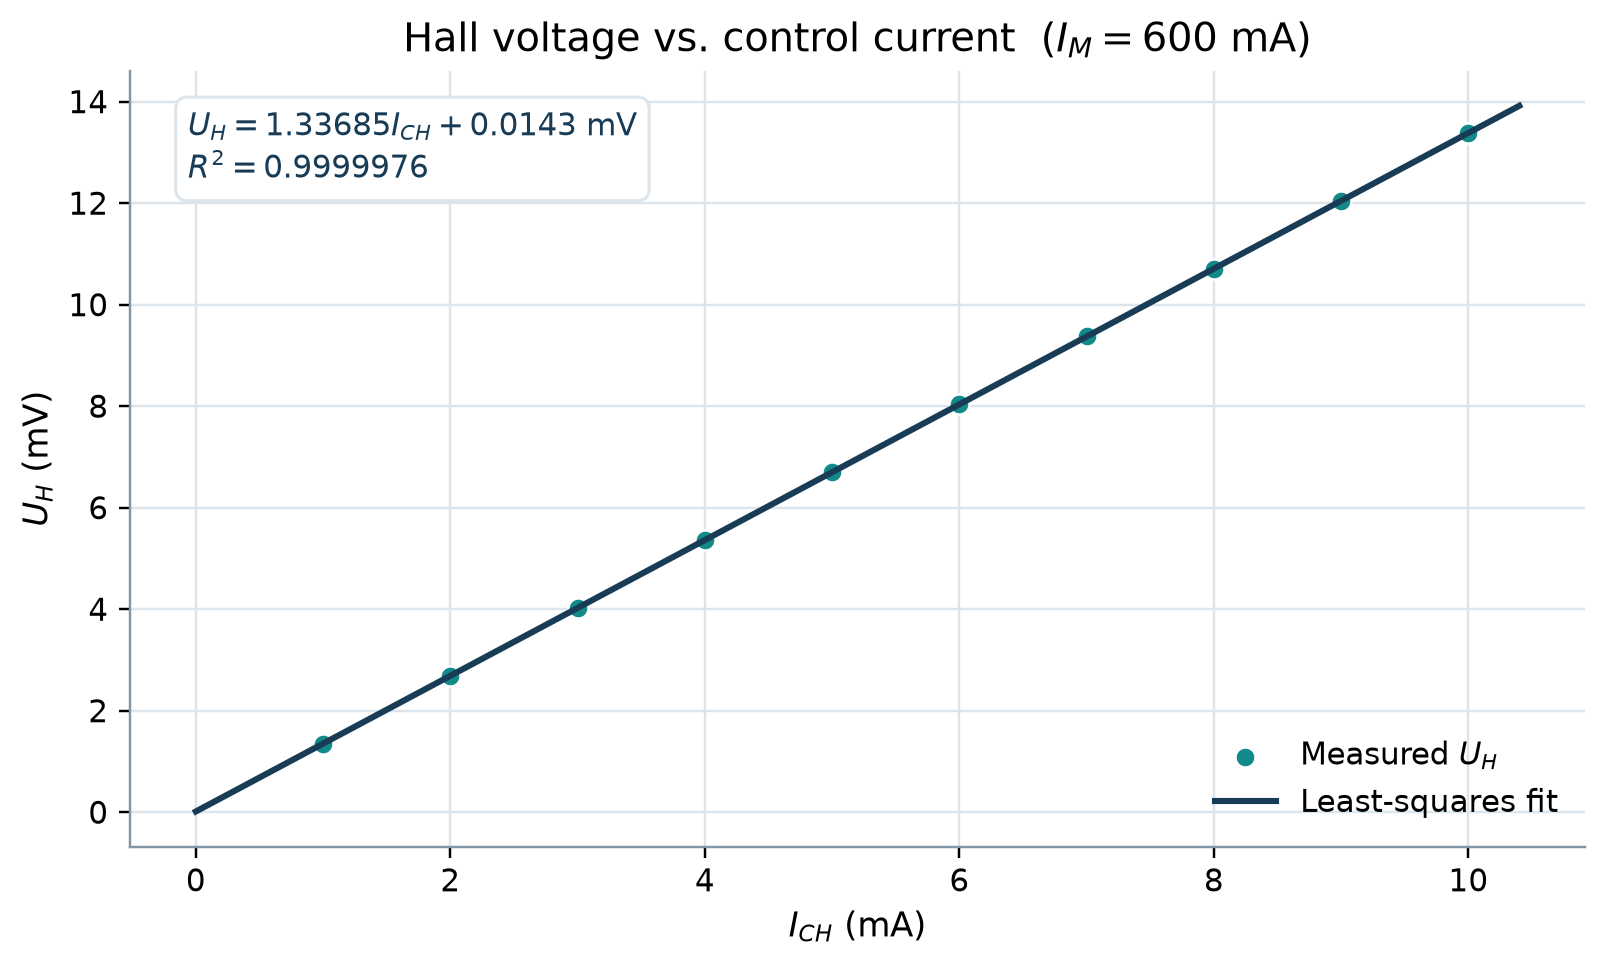 Hall voltage vs. control current (I_M = 600 mA)
U_H = 1.33685I_CH + 0.0143 mV
R² = 0.9999976
14
12
10
8
6
4
2
0
U_H (mV)
Measured U_H
Least-squares fit
0 2 4 6 8 10
I_CH (mA)